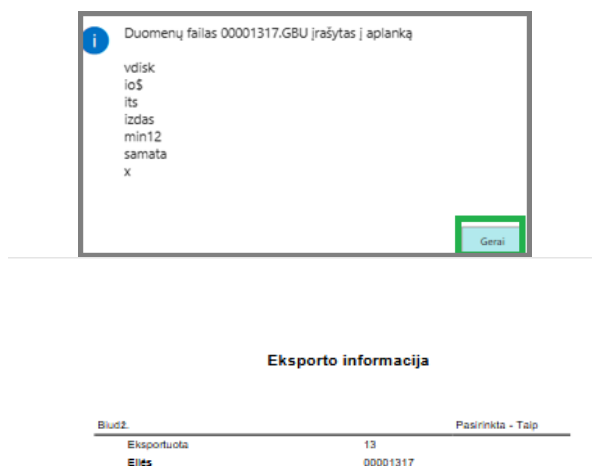 i
Duomenų failas 00001317.GBU įrašytas į aplanką
vdisk
io$
its
izdas
min12
samata
x
Gerai
Eksporto informacija
Biudž. Pasirinkta - Taip
Eksportuota 13
Eilės 00001317